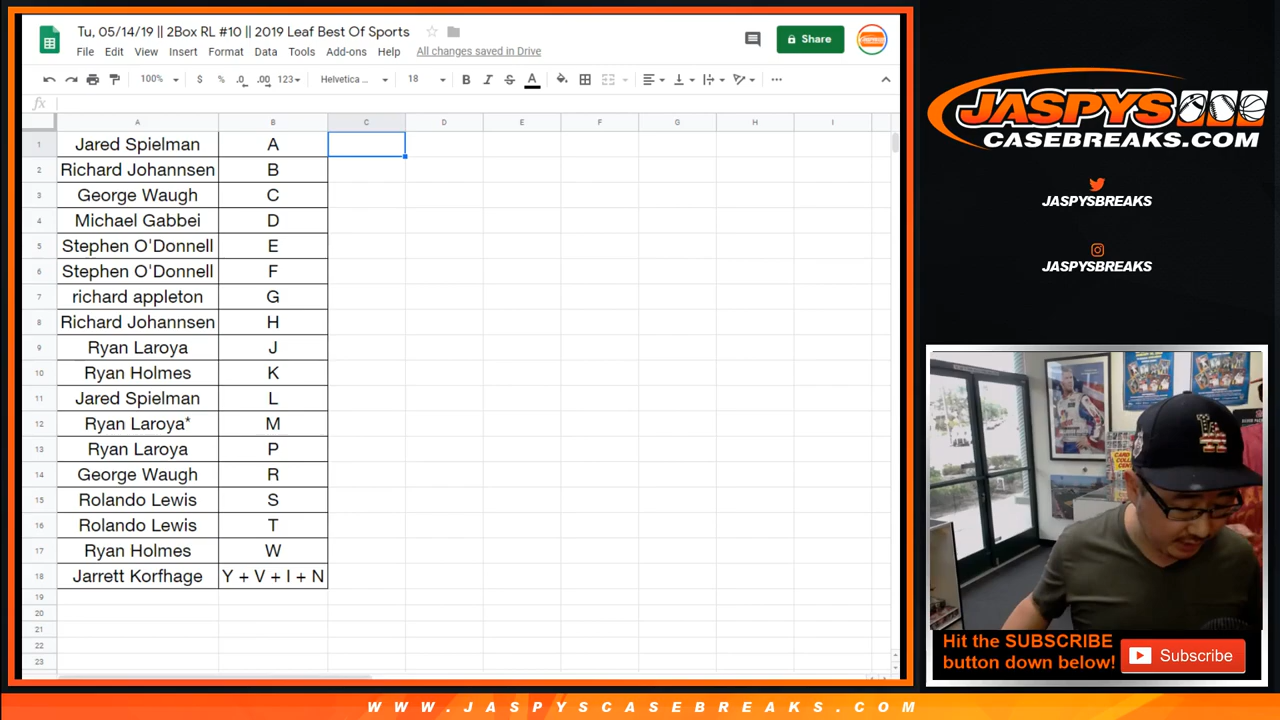 Tu, 05/14/19 || 2Box RL #10 || 2019 Leaf Best Of Sports
File Edit View Insert Format Data Tools Add-ons Help All changes saved in Drive
Share
100% $ % .0 .00 123 Helvetica ... 18 B I S A
fx
A B C D E F G H I
1 Jared Spielman A
2 Richard Johannsen B
3 George Waugh C
4 Michael Gabbei D
5 Stephen O'Donnell E
6 Stephen O'Donnell F
7 richard appleton G
8 Richard Johannsen H
9 Ryan Laroya J
10 Ryan Holmes K
11 Jared Spielman L
12 Ryan Laroya* M
13 Ryan Laroya P
14 George Waugh R
15 Rolando Lewis S
16 Rolando Lewis T
17 Ryan Holmes W
18 Jarrett Korfhage Y + V + I + N
19
20
21
22
23
JASPYS
CASEBREAKS.COM
JASPYSBREAKS
JASPYSBREAKS
LA
Hit the SUBSCRIBE
button down below!
Subscribe
WWW.JASPYSCASEBREAKS.COM